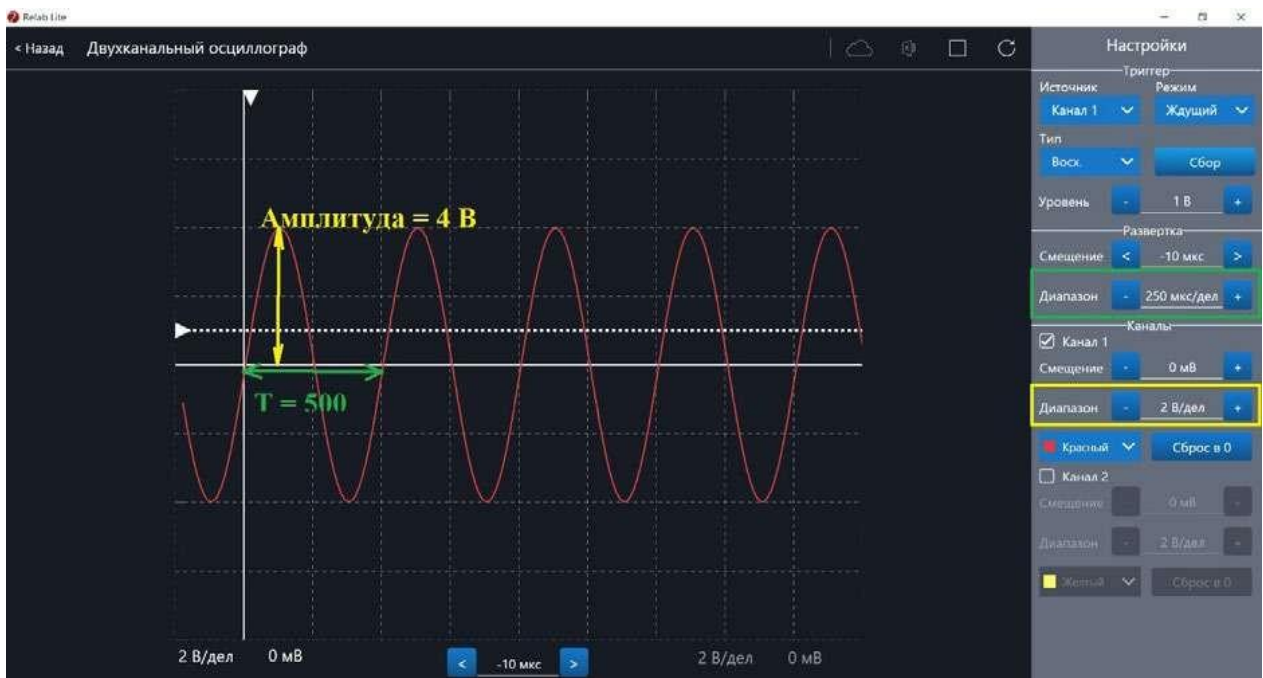 Relab Lite
< Назад Двухканальный осциллограф
Амплитуда = 4 В
T = 500
2 В/дел 0 мВ
< -10 мкс >
2 В/дел 0 мВ
Настройки
Триггер
Источник Режим
Канал 1 Ждущий
Тип
Восх. Сбор
Уровень - 1 В +
Развертка
Смещение < -10 мкс >
Диапазон - 250 мкс/дел +
Каналы
Канал 1
Смещение - 0 мВ +
Диапазон - 2 В/дел +
Красный Сброс в 0
Канал 2
Смещение - 0 мВ +
Диапазон - 2 В/дел +
Желтый Сброс в 0